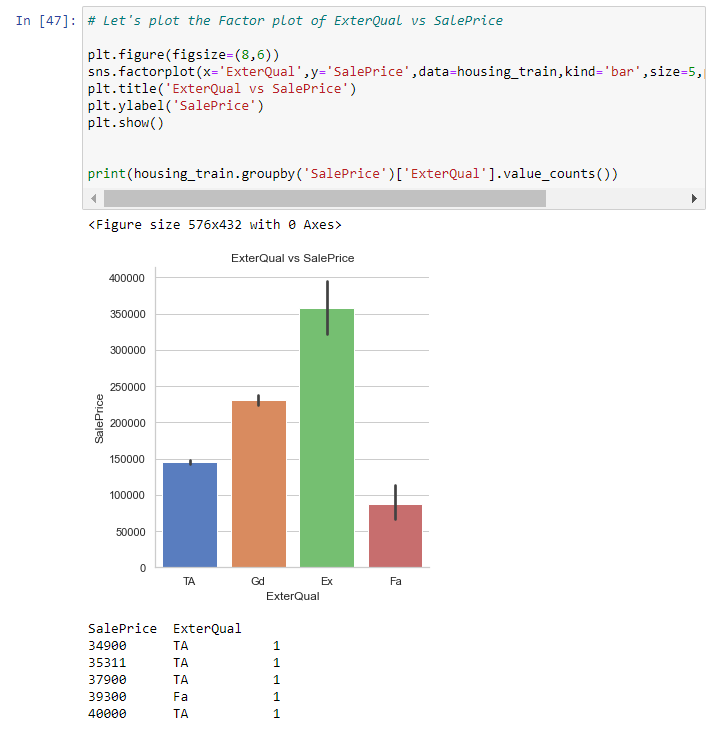 In [47]: # Let's plot the Factor plot of ExterQual vs SalePrice
plt.figure(figsize=(8,6))
sns.factorplot(x='ExterQual',y='SalePrice',data=housing_train,kind='bar',size=5,
plt.title('ExterQual vs SalePrice')
plt.ylabel('SalePrice')
plt.show()
print(housing_train.groupby('SalePrice')['ExterQual'].value_counts())
<Figure size 576x432 with 0 Axes>
ExterQual vs SalePrice
400000
350000
300000
250000
200000
150000
100000
50000
0
SalePrice
TA Gd Ex Fa
ExterQual
SalePrice ExterQual
34900 TA 1
35311 TA 1
37900 TA 1
39300 Fa 1
40000 TA 1